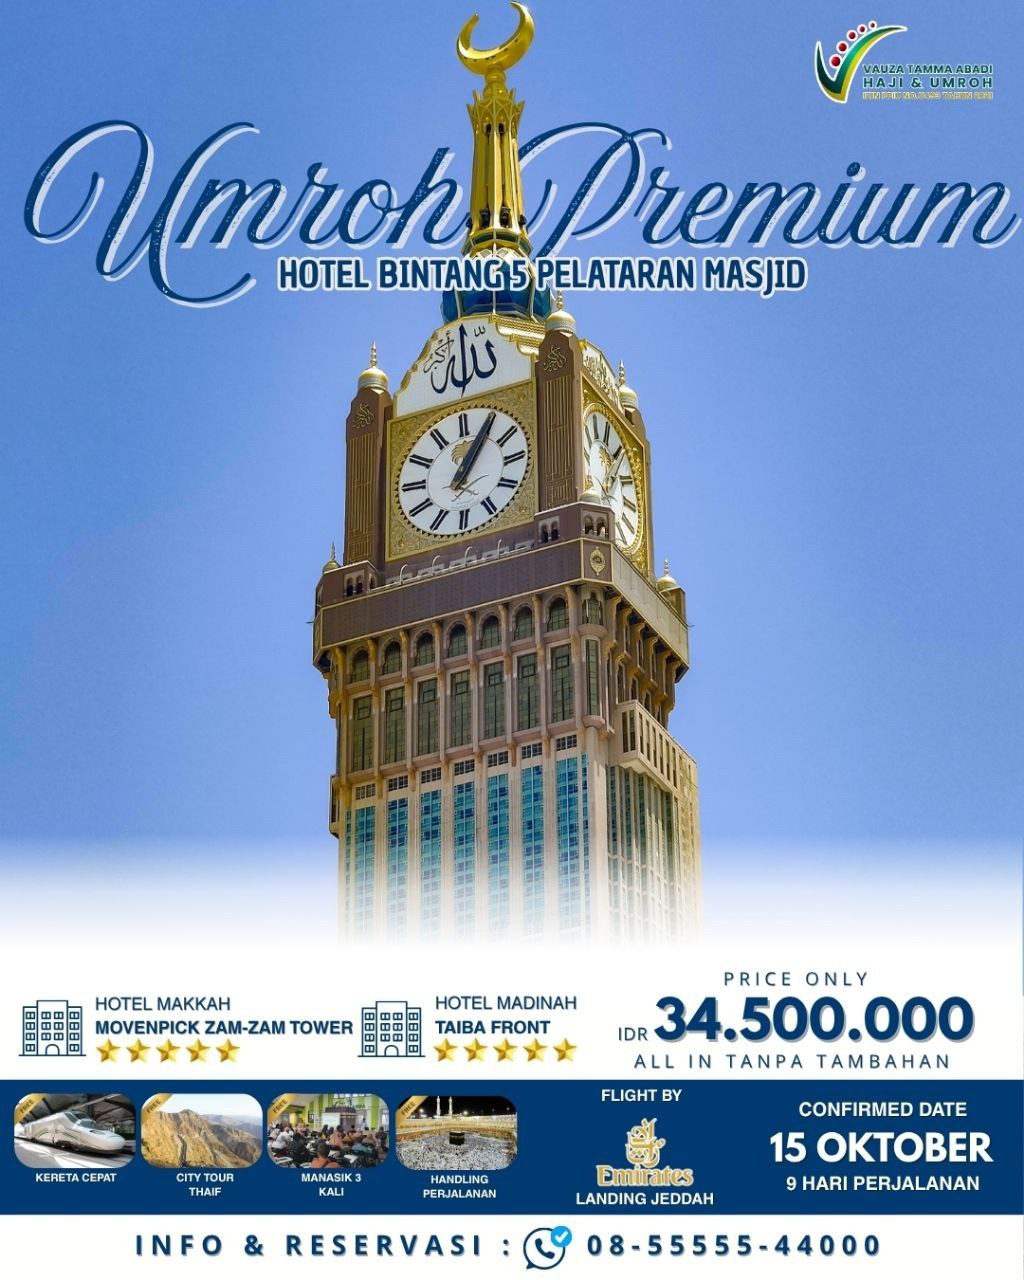 VAUZA TAMMA ABADI
HAJI & UMROH
Umroh Premium
HOTEL BINTANG 5 PELATARAN MASJID
الله أكبر
HOTEL MAKKAH
MOVENPICK ZAM-ZAM TOWER
HOTEL MADINAH
TAIBA FRONT
PRICE ONLY
IDR 34.500.000
ALL IN TANPA TAMBAHAN
FREE
KERETA CEPAT
FREE
CITY TOUR
THAIF
FREE
MANASIK 3
KALI
FREE
HANDLING
PERJALANAN
FLIGHT BY
Emirates
LANDING JEDDAH
CONFIRMED DATE
15 OKTOBER
9 HARI PERJALANAN
INFO & RESERVASI : 08-55555-44000